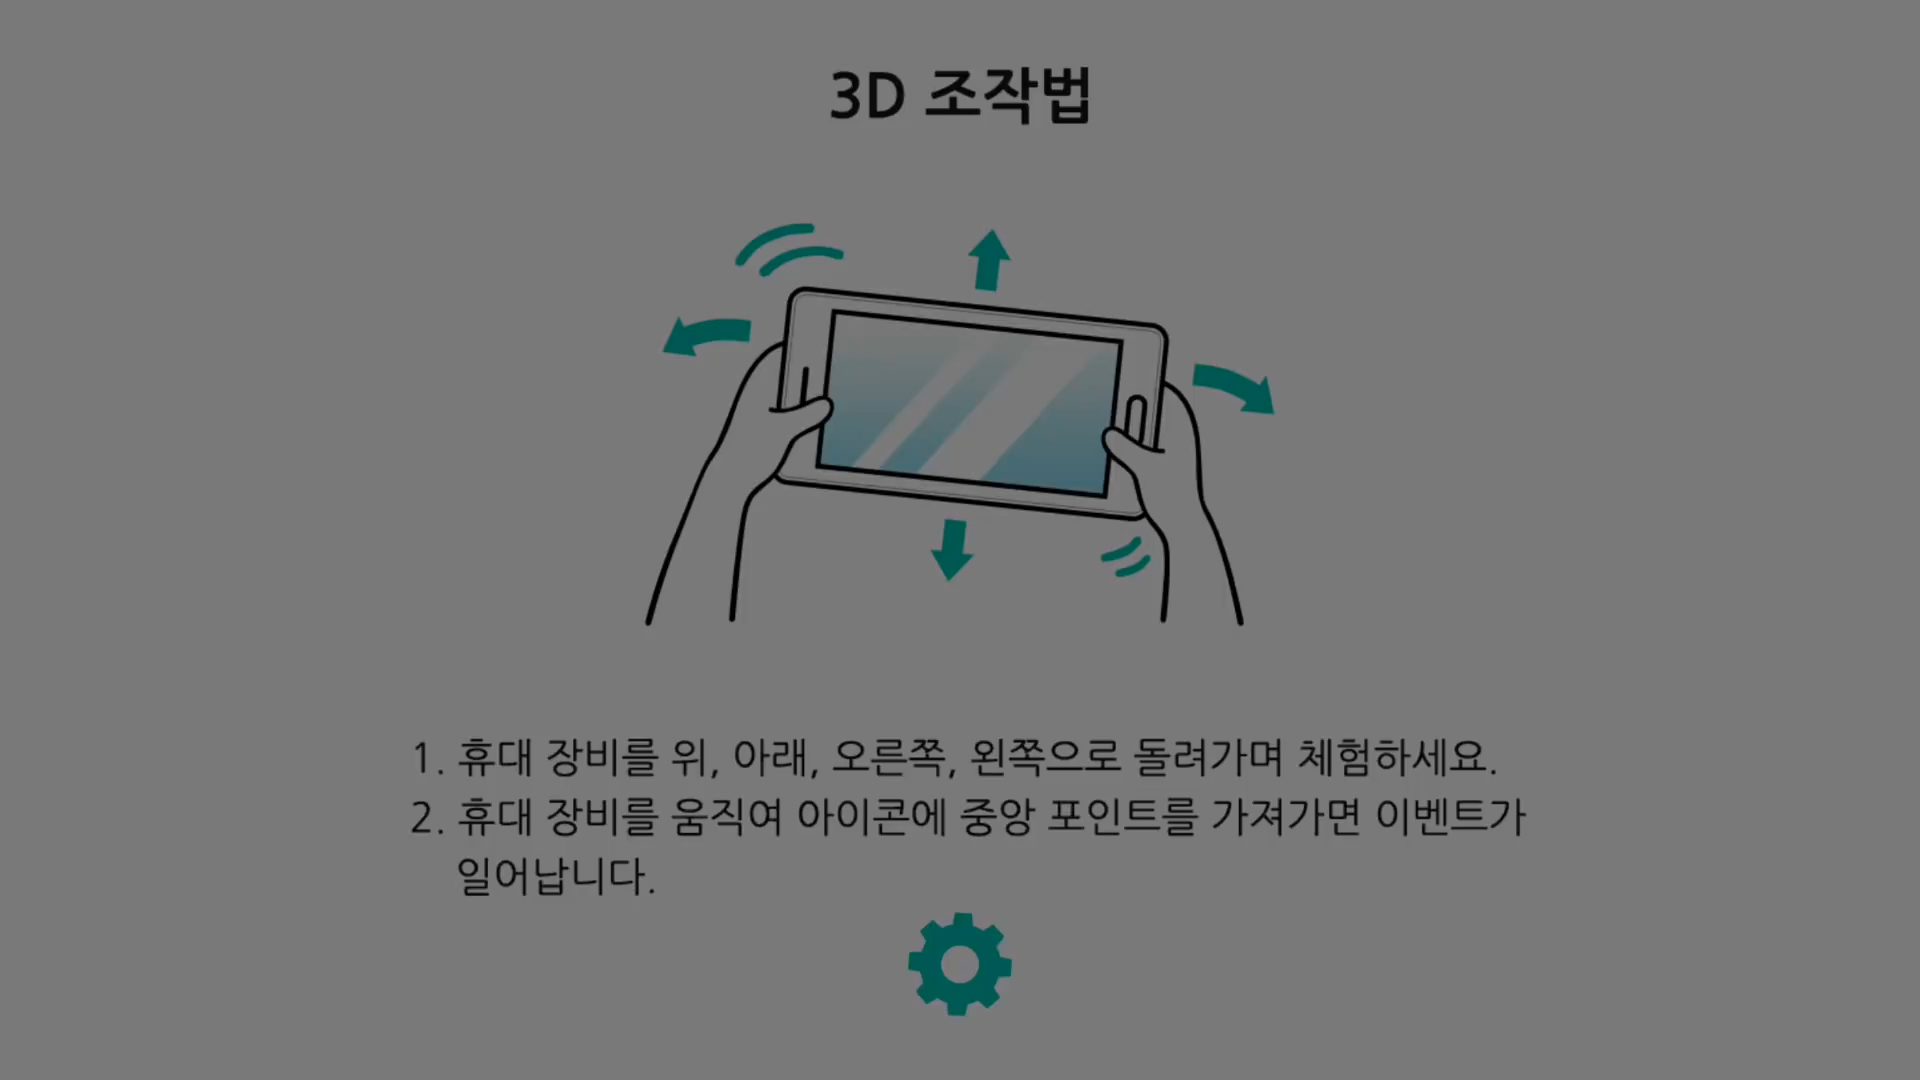 3D 조작법
1. 휴대 장비를 위, 아래, 오른쪽, 왼쪽으로 돌려가며 체험하세요.
2. 휴대 장비를 움직여 아이콘에 중앙 포인트를 가져가면 이벤트가
일어납니다.